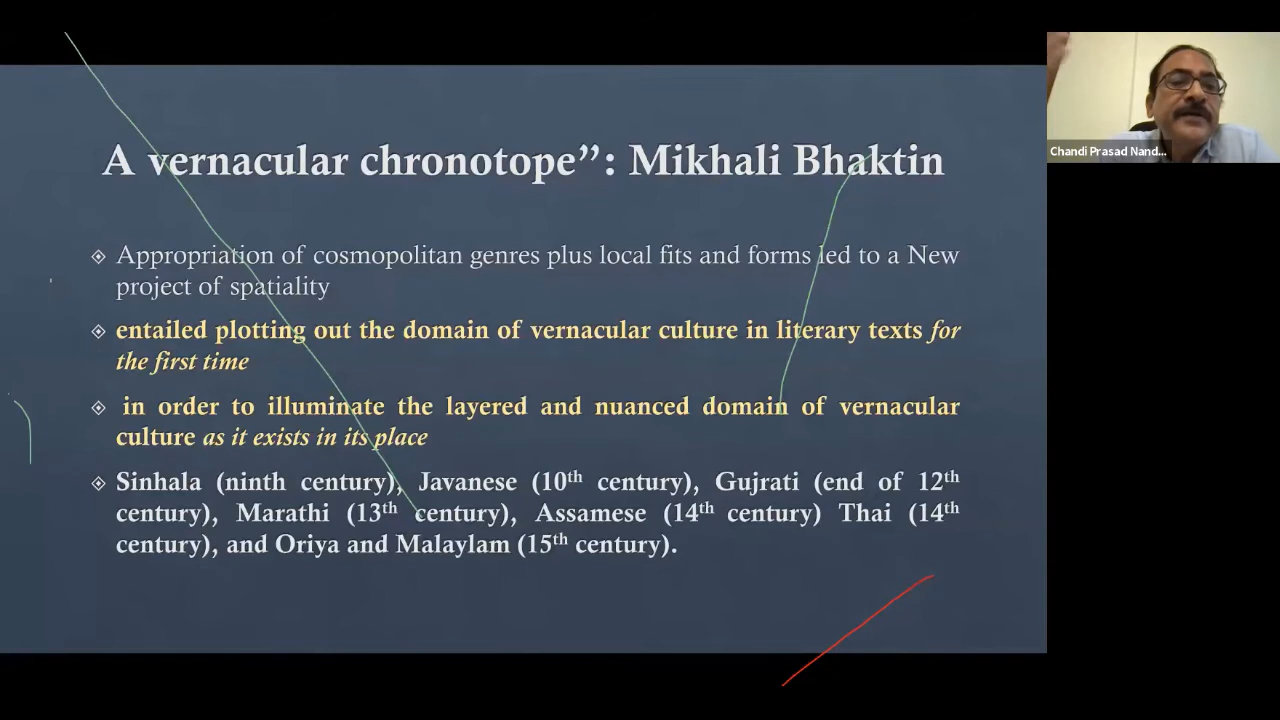 A vernacular chronotope”: Mikhali Bhaktin
Appropriation of cosmopolitan genres plus local fits and forms led to a New
project of spatiality
entailed plotting out the domain of vernacular culture in literary texts for
the first time
in order to illuminate the layered and nuanced domain of vernacular
culture as it exists in its place
Sinhala (ninth century), Javanese (10th century), Gujrati (end of 12th
century), Marathi (13th century), Assamese (14th century) Thai (14th
century), and Oriya and Malaylam (15th century).
Chandi Prasad Nand...